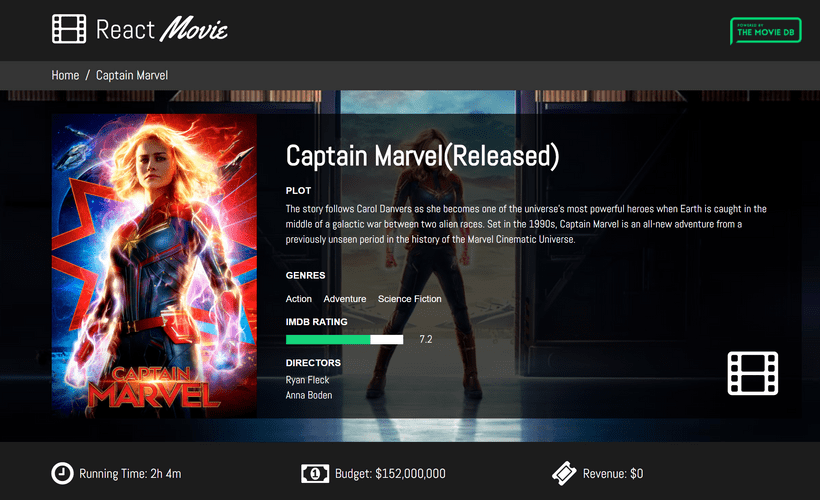 React Movie
POWERED BY
THE MOVIE DB
Home / Captain Marvel
Captain Marvel(Released)
PLOT
The story follows Carol Danvers as she becomes one of the universe's most powerful heroes when Earth is caught in the
middle of a galactic war between two alien races. Set in the 1990s, Captain Marvel is an all-new adventure from a
previously unseen period in the history of the Marvel Cinematic Universe.
GENRES
Action Adventure Science Fiction
IMDB RATING
7.2
DIRECTORS
Ryan Fleck
Anna Boden
CAPTAIN
MARVEL
Running Time: 2h 4m
1
Budget: $152,000,000
Revenue: $0